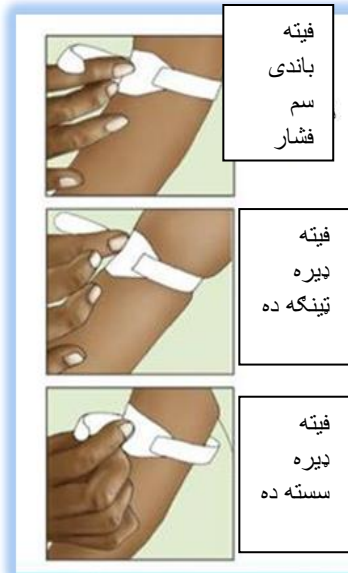 فیته
باندی
سم
فشار
فیته
ډیره
ټینګه ده
فیته
ډیره
سسته ده